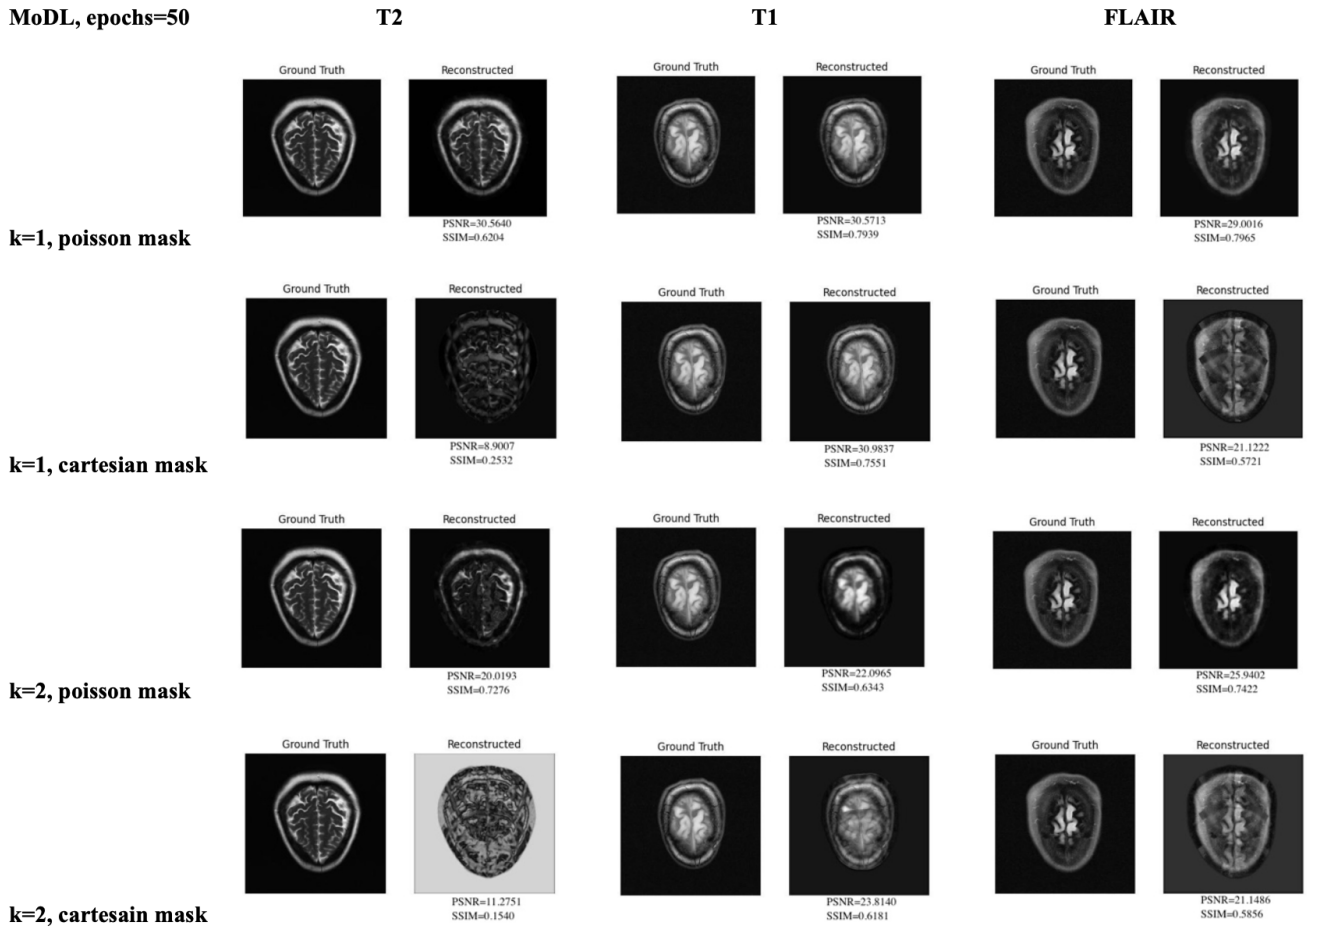 MoDL, epochs=50 T2 T1 FLAIR
Ground Truth Reconstructed Ground Truth Reconstructed Ground Truth Reconstructed
PSNR=30.5640 PSNR=30.5713 PSNR=29.0016
SSIM=0.6204 SSIM=0.7939 SSIM=0.7965
k=1, poisson mask
Ground Truth Reconstructed Ground Truth Reconstructed Ground Truth Reconstructed
PSNR=8.9007 PSNR=30.9837 PSNR=21.1222
SSIM=0.2532 SSIM=0.7551 SSIM=0.5721
k=1, cartesian mask
Ground Truth Reconstructed Ground Truth Reconstructed Ground Truth Reconstructed
PSNR=20.0193 PSNR=22.0965 PSNR=25.9402
SSIM=0.7276 SSIM=0.6343 SSIM=0.7422
k=2, poisson mask
Ground Truth Reconstructed Ground Truth Reconstructed Ground Truth Reconstructed
PSNR=11.2751 PSNR=23.8140 PSNR=21.1486
SSIM=0.1540 SSIM=0.6181 SSIM=0.5856
k=2, cartesain mask